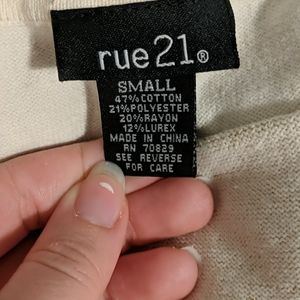 rue21®
SMALL
47% COTTON
21% POLYESTER
20% RAYON
12% LUREX
MADE IN CHINA
RN 70829
SEE REVERSE
FOR CARE